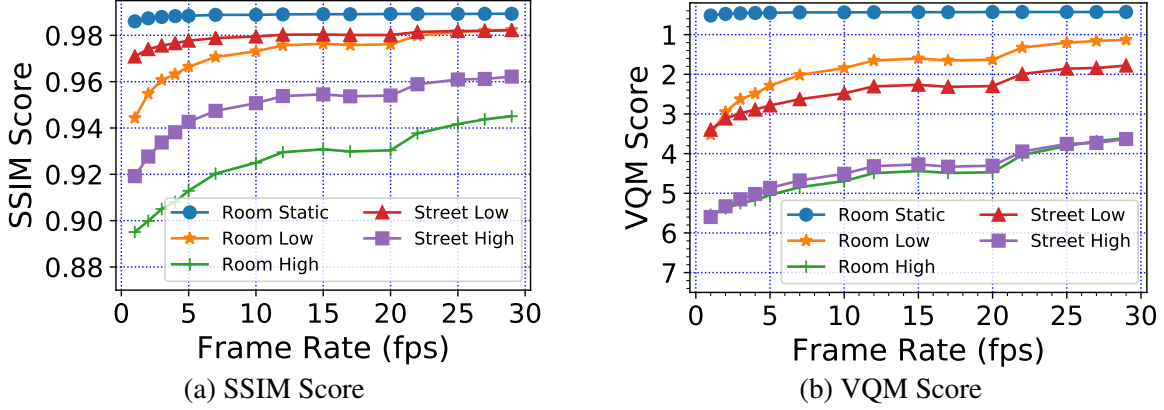 SSIM Score
0.98
0.96
0.94
0.92
0.90
0.88
Room Static
Room Low
Room High
Street Low
Street High
0 5 10 15 20 25 30
Frame Rate (fps)
(a) SSIM Score
VQM Score
1
2
3
4
5
6
7
Room Static
Room Low
Room High
Street Low
Street High
0 5 10 15 20 25 30
Frame Rate (fps)
(b) VQM Score